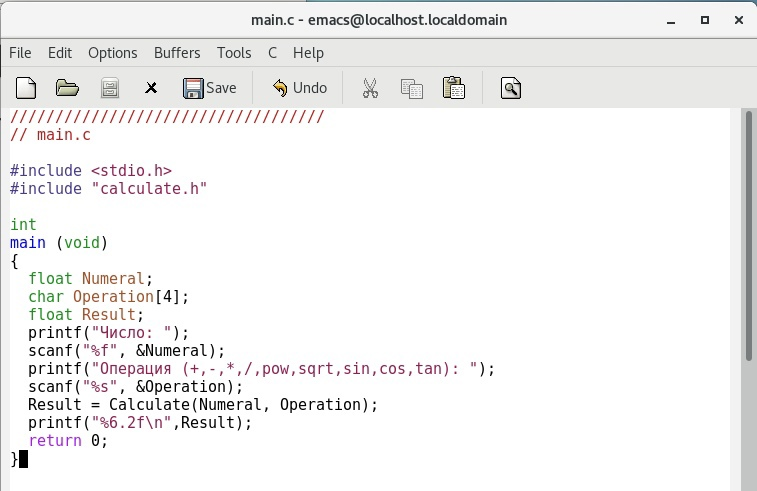 main.c - emacs@localhost.localdomain
File Edit Options Buffers Tools C Help
Save Undo
///////////////////////////////////
// main.c
#include <stdio.h>
#include "calculate.h"
int
main (void)
{
float Numeral;
char Operation[4];
float Result;
printf("Число: ");
scanf("%f", &Numeral);
printf("Операция (+,-,*,/,pow,sqrt,sin,cos,tan): ");
scanf("%s", &Operation);
Result = Calculate(Numeral, Operation);
printf("%6.2f\n",Result);
return 0;
}